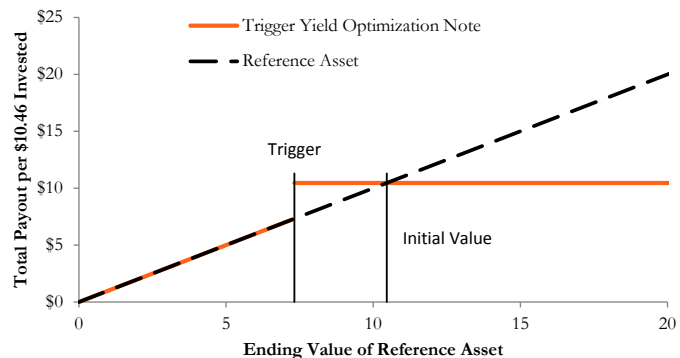 $25
$20
$15
$10
$5
$0
Total Payout per $10.46 Invested
Trigger Yield Optimization Note
Reference Asset
Trigger
Initial Value
0
5
10
15
20
Ending Value of Reference Asset